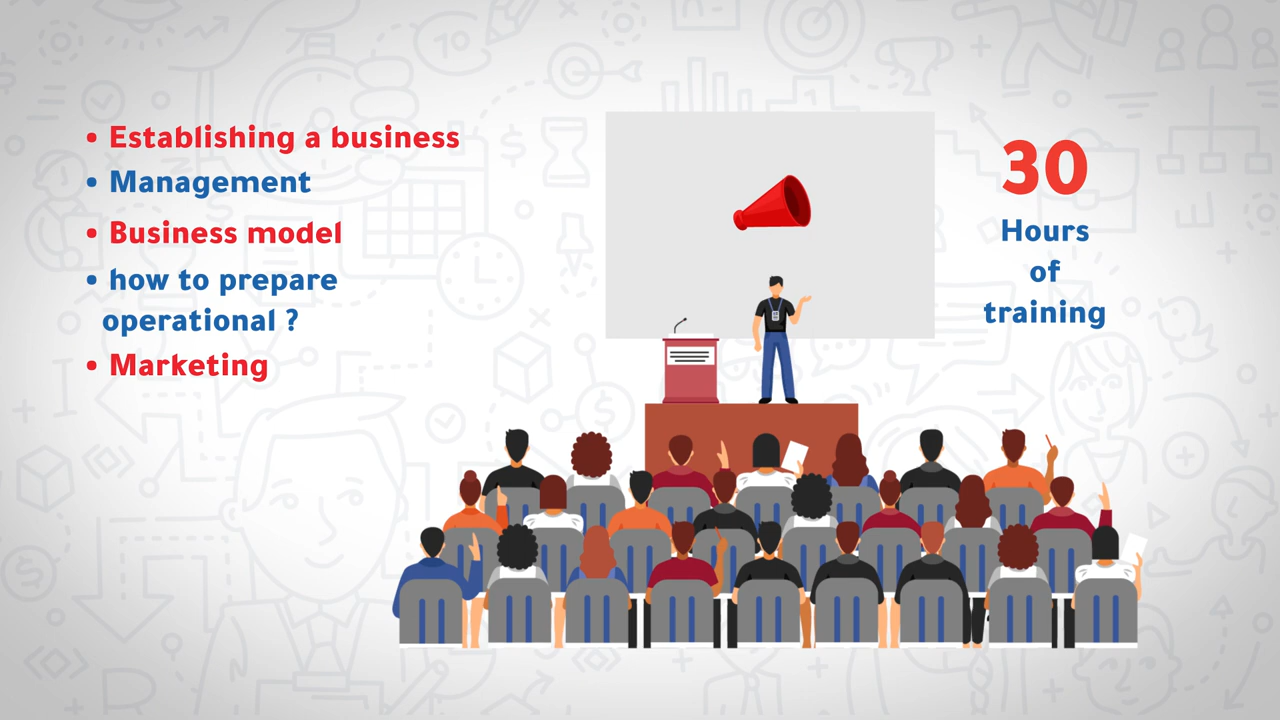 • Establishing a business
• Management
• Business model
• how to prepare
operational ?
• Marketing
30
Hours
of
training